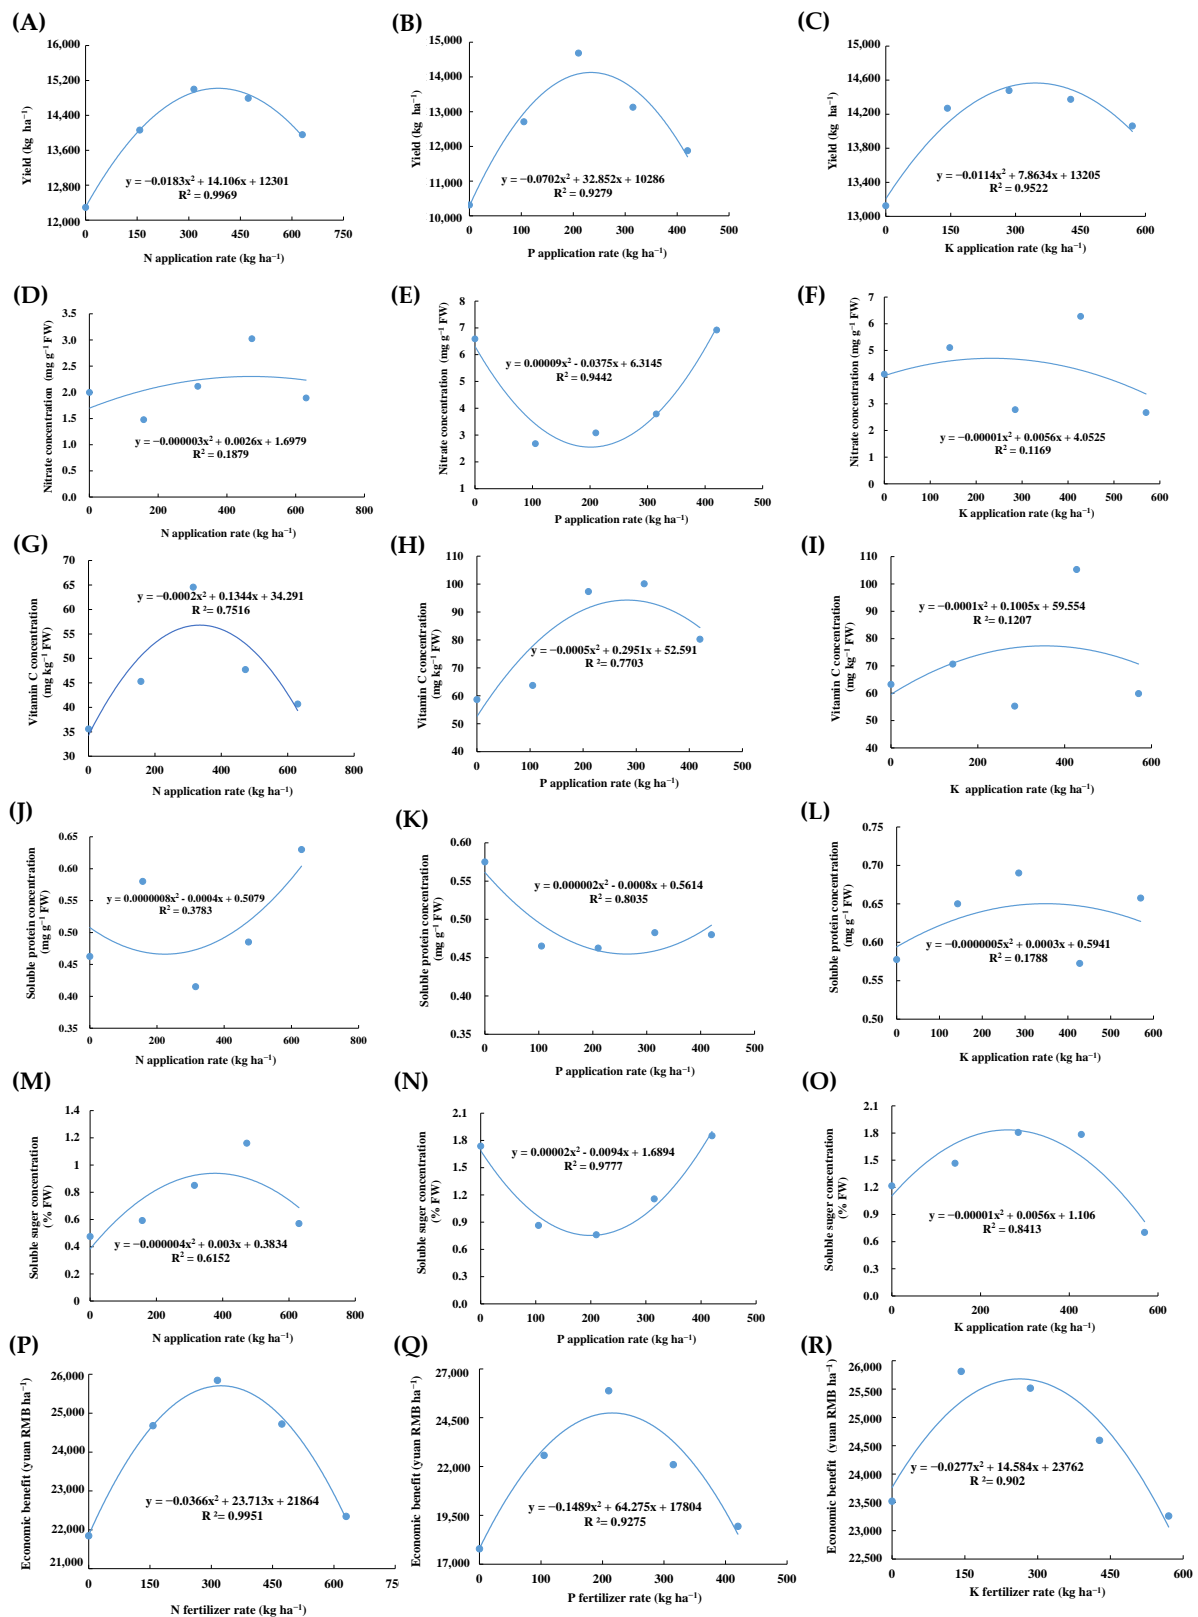 (A)
16,000
15,200
14,400
13,600
12,800
12,000
Yield (kg ha⁻¹)
y = −0.0183x² + 14.106x + 12301
R² = 0.9969
0 150 300 450 600 750
N application rate (kg ha⁻¹)
(B)
15,000
14,000
13,000
12,000
11,000
10,000
Yield (kg ha⁻¹)
y = −0.0702x² + 32.852x + 10286
R² = 0.9279
0 100 200 300 400 500
P application rate (kg ha⁻¹)
(C)
15,000
14,600
14,200
13,800
13,400
13,000
Yield (kg ha⁻¹)
y = −0.0114x² + 7.8634x + 13205
R² = 0.9522
0 150 300 450 600
K application rate (kg ha⁻¹)
(D)
3.5
3.0
2.5
2.0
1.5
1.0
0.5
0.0
Nitrate concentration (mg g⁻¹ FW)
y = −0.000003x² + 0.0026x + 1.6979
R² = 0.1879
0 200 400 600 800
N application rate (kg ha⁻¹)
(E)
8
7
6
5
4
3
2
1
Nitrate concentration (mg g⁻¹ FW)
y = 0.00009x² - 0.0375x + 6.3145
R² = 0.9442
0 100 200 300 400 500
P application rate (kg ha⁻¹)
(F)
7
6
5
4
3
2
1
0
Nitrate concentration (mg g⁻¹ FW)
y = −0.00001x² + 0.0056x + 4.0525
R² = 0.1169
0 100 200 300 400 500 600
K application rate (kg ha⁻¹)
(G)
70
65
60
55
50
45
40
35
30
Vitamin C concentration
(mg kg⁻¹ FW)
y = −0.0002x² + 0.1344x + 34.291
R ²= 0.7516
0 200 400 600 800
N application rate (kg ha⁻¹)
(H)
110
100
90
80
70
60
50
40
Vitamin C concentration
(mg kg⁻¹ FW)
y = −0.0005x² + 0.2951x + 52.591
R ²= 0.7703
0 100 200 300 400 500
P application rate (kg ha⁻¹)
(I)
110
100
90
80
70
60
50
40
Vitamin C concentration
(mg kg⁻¹ FW)
y = −0.0001x² + 0.1005x + 59.554
R ²= 0.1207
0 200 400 600
K application rate (kg ha⁻¹)
(J)
0.65
0.60
0.55
0.50
0.45
0.40
0.35
Soluble protein concentration
(mg g⁻¹ FW)
y = 0.0000008x² - 0.0004x + 0.5079
R² = 0.3783
0 200 400 600 800
N application rate (kg ha⁻¹)
(K)
0.60
0.55
0.50
0.45
0.40
0.35
Soluble protein concentration
(mg g⁻¹ FW)
y = 0.000002x² - 0.0008x + 0.5614
R² = 0.8035
0 100 200 300 400 500
P application rate (kg ha⁻¹)
(L)
0.75
0.70
0.65
0.60
0.55
0.50
Soluble protein concentration
(mg g⁻¹ FW)
y = −0.0000005x² + 0.0003x + 0.5941
R² = 0.1788
0 100 200 300 400 500 600
K application rate (kg ha⁻¹)
(M)
1.4
1.2
1
0.8
0.6
0.4
0.2
0
Soluble suger concentration
(% FW)
y = −0.000004x² + 0.003x + 0.3834
R² = 0.6152
0 200 400 600 800
N application rate (kg ha⁻¹)
(N)
2.1
1.8
1.5
1.2
0.9
0.6
0.3
0.0
Soluble suger concentration
(% FW)
y = 0.00002x² - 0.0094x + 1.6894
R² = 0.9777
0 100 200 300 400 500
P application rate (kg ha⁻¹)
(O)
2.1
1.8
1.5
1.2
0.9
0.6
0.3
0.0
Soluble suger concentration
(% FW)
y = −0.00001x² + 0.0056x + 1.106
R² = 0.8413
0 200 400 600
K application rate (kg ha⁻¹)
(P)
26,000
25,000
24,000
23,000
22,000
21,000
Economic benefit (yuan RMB ha⁻¹)
y = −0.0366x² + 23.713x + 21864
R ²= 0.9951
0 150 300 450 600 75
N fertilizer rate (kg ha⁻¹)
(Q)
27,000
24,500
22,000
19,500
17,000
Economic benefit (yuan RMB ha⁻¹)
y = −0.1489x² + 64.275x + 17804
R ² = 0.9275
0 100 200 300 400 500
P fertilizer rate (kg ha⁻¹)
(R)
26,000
25,500
25,000
24,500
24,000
23,500
23,000
22,500
Economic benefit (yuan RMB ha⁻¹)
y = −0.0277x² + 14.584x + 23762
R ²= 0.902
0 150 300 450 600
K fertilizer rate (kg ha⁻¹)